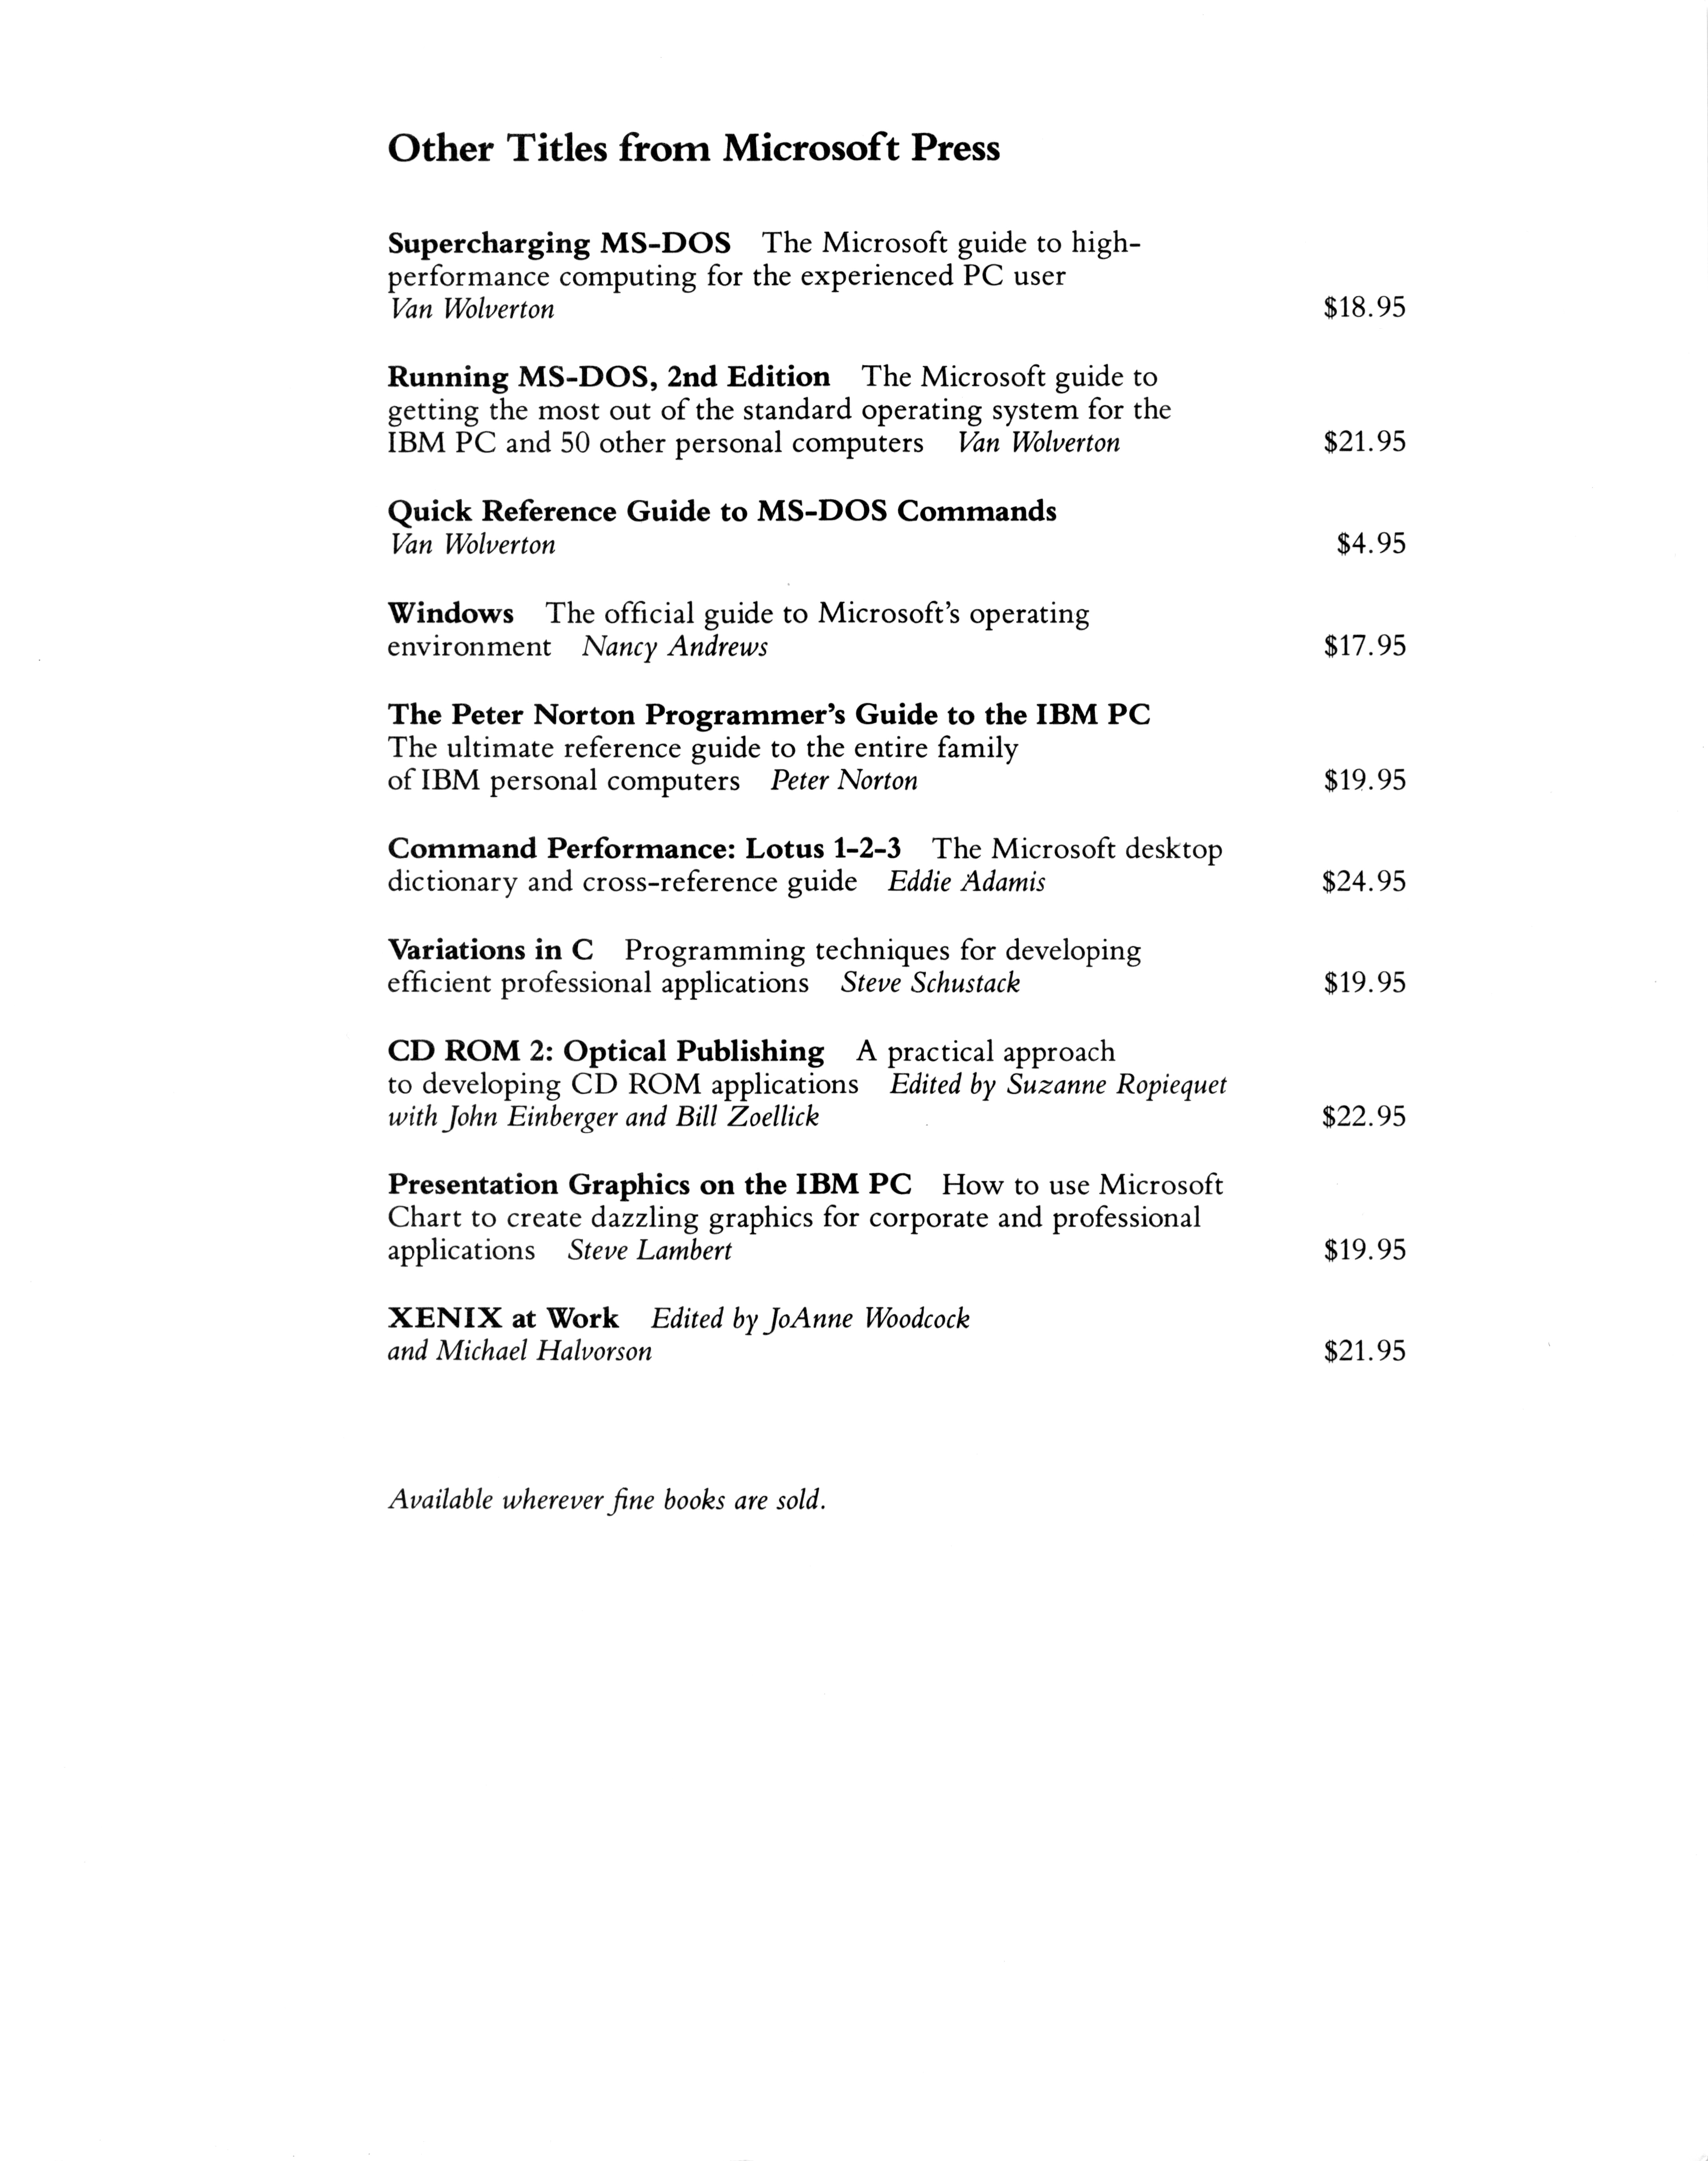 Other Titles from Microsoft Press
Supercharging MS-DOS The Microsoft guide to high-
performance computing for the experienced PC user
Van Wolverton $18.95
Running MS-DOS, 2nd Edition The Microsoft guide to
getting the most out of the standard operating system for the
IBM PC and 50 other personal computers Van Wolverton $21.95
Quick Reference Guide to MS-DOS Commands
Van Wolverton $4.95
Windows The official guide to Microsoft's operating
environment Nancy Andrews $17.95
The Peter Norton Programmer's Guide to the IBM PC
The ultimate reference guide to the entire family
of IBM personal computers Peter Norton $19.95
Command Performance: Lotus 1-2-3 The Microsoft desktop
dictionary and cross-reference guide Eddie Adamis $24.95
Variations in C Programming techniques for developing
efficient professional applications Steve Schustack $19.95
CD ROM 2: Optical Publishing A practical approach
to developing CD ROM applications Edited by Suzanne Ropiequet
with John Einberger and Bill Zoellick $22.95
Presentation Graphics on the IBM PC How to use Microsoft
Chart to create dazzling graphics for corporate and professional
applications Steve Lambert $19.95
XENIX at Work Edited by JoAnne Woodcock
and Michael Halvorson $21.95
Available wherever fine books are sold.